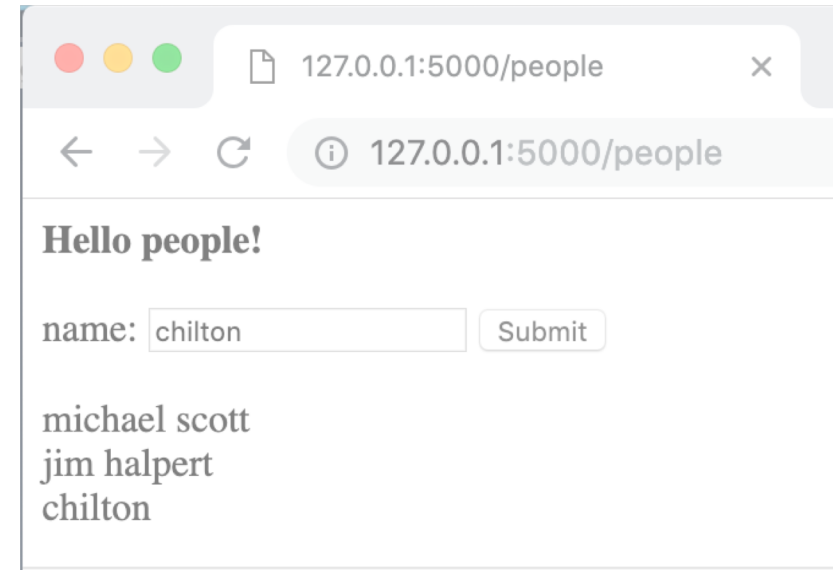 127.0.0.1:5000/people
127.0.0.1:5000/people
Hello people!
name: chilton Submit
michael scott
jim halpert
chilton